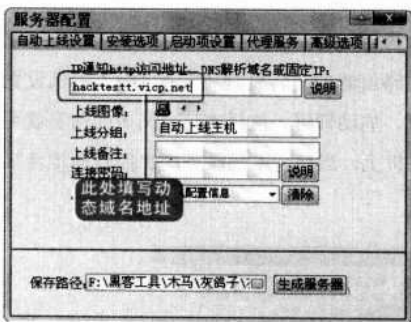 服务器配置
自动上线设置 安装选项 启动项设置 代理服务 高级选项
IP通知http访问地址、DNS解析域名或固定IP:
hacktestt.vicp.net 说明
上线图像:
上线分组: 自动上线主机
上线备注:
连接密码: 说明
配置信息 清除
此处填写动
态域名地址
保存路径: F:\黑客工具\木马\灰鸽子\ 生成服务器